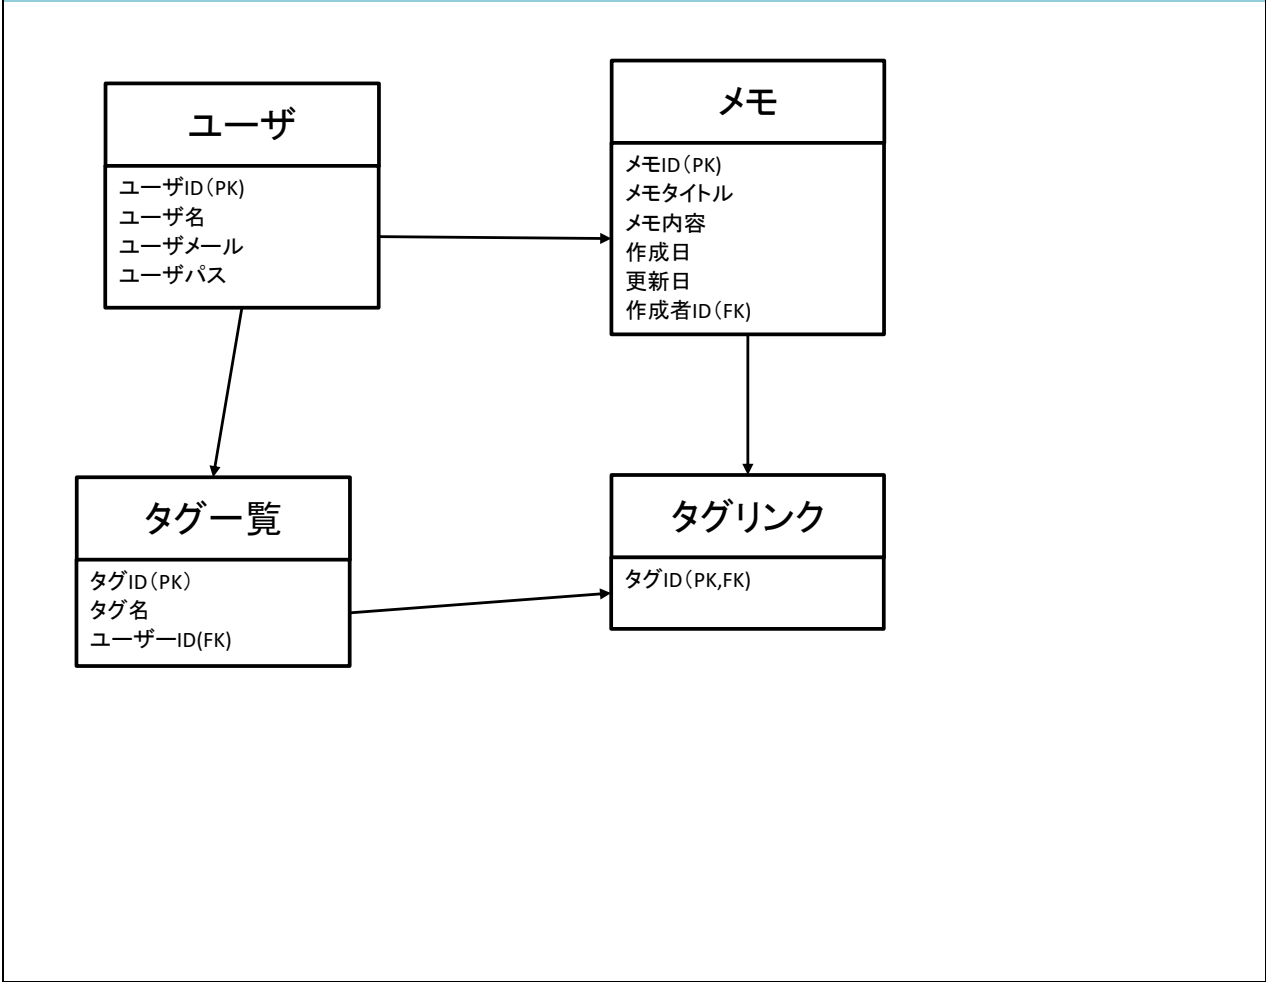 ユーザ
ユーザID（PK)
ユーザ名
ユーザメール
ユーザパス
メモ
メモID（PK)
メモタイトル
メモ内容
作成日
更新日
作成者ID（FK)
タグ一覧
タグID（PK）
タグ名
ユーザーID(FK)
タグリンク
タグID（PK,FK)